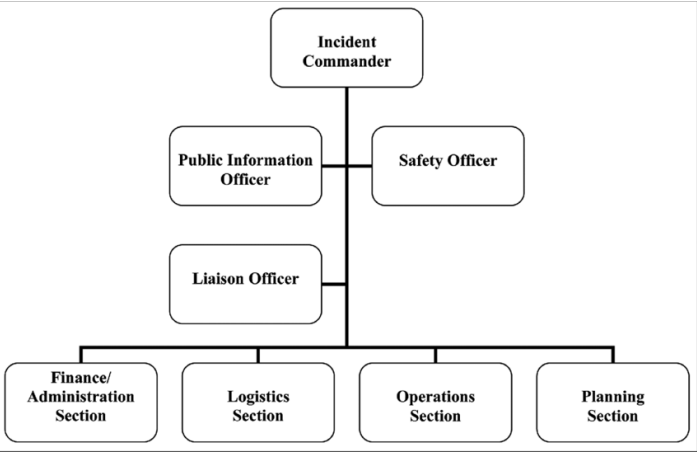 Incident
Commander
Public Information
Officer
Safety Officer
Liaison Officer
Finance/
Administration
Section
Logistics
Section
Operations
Section
Planning
Section